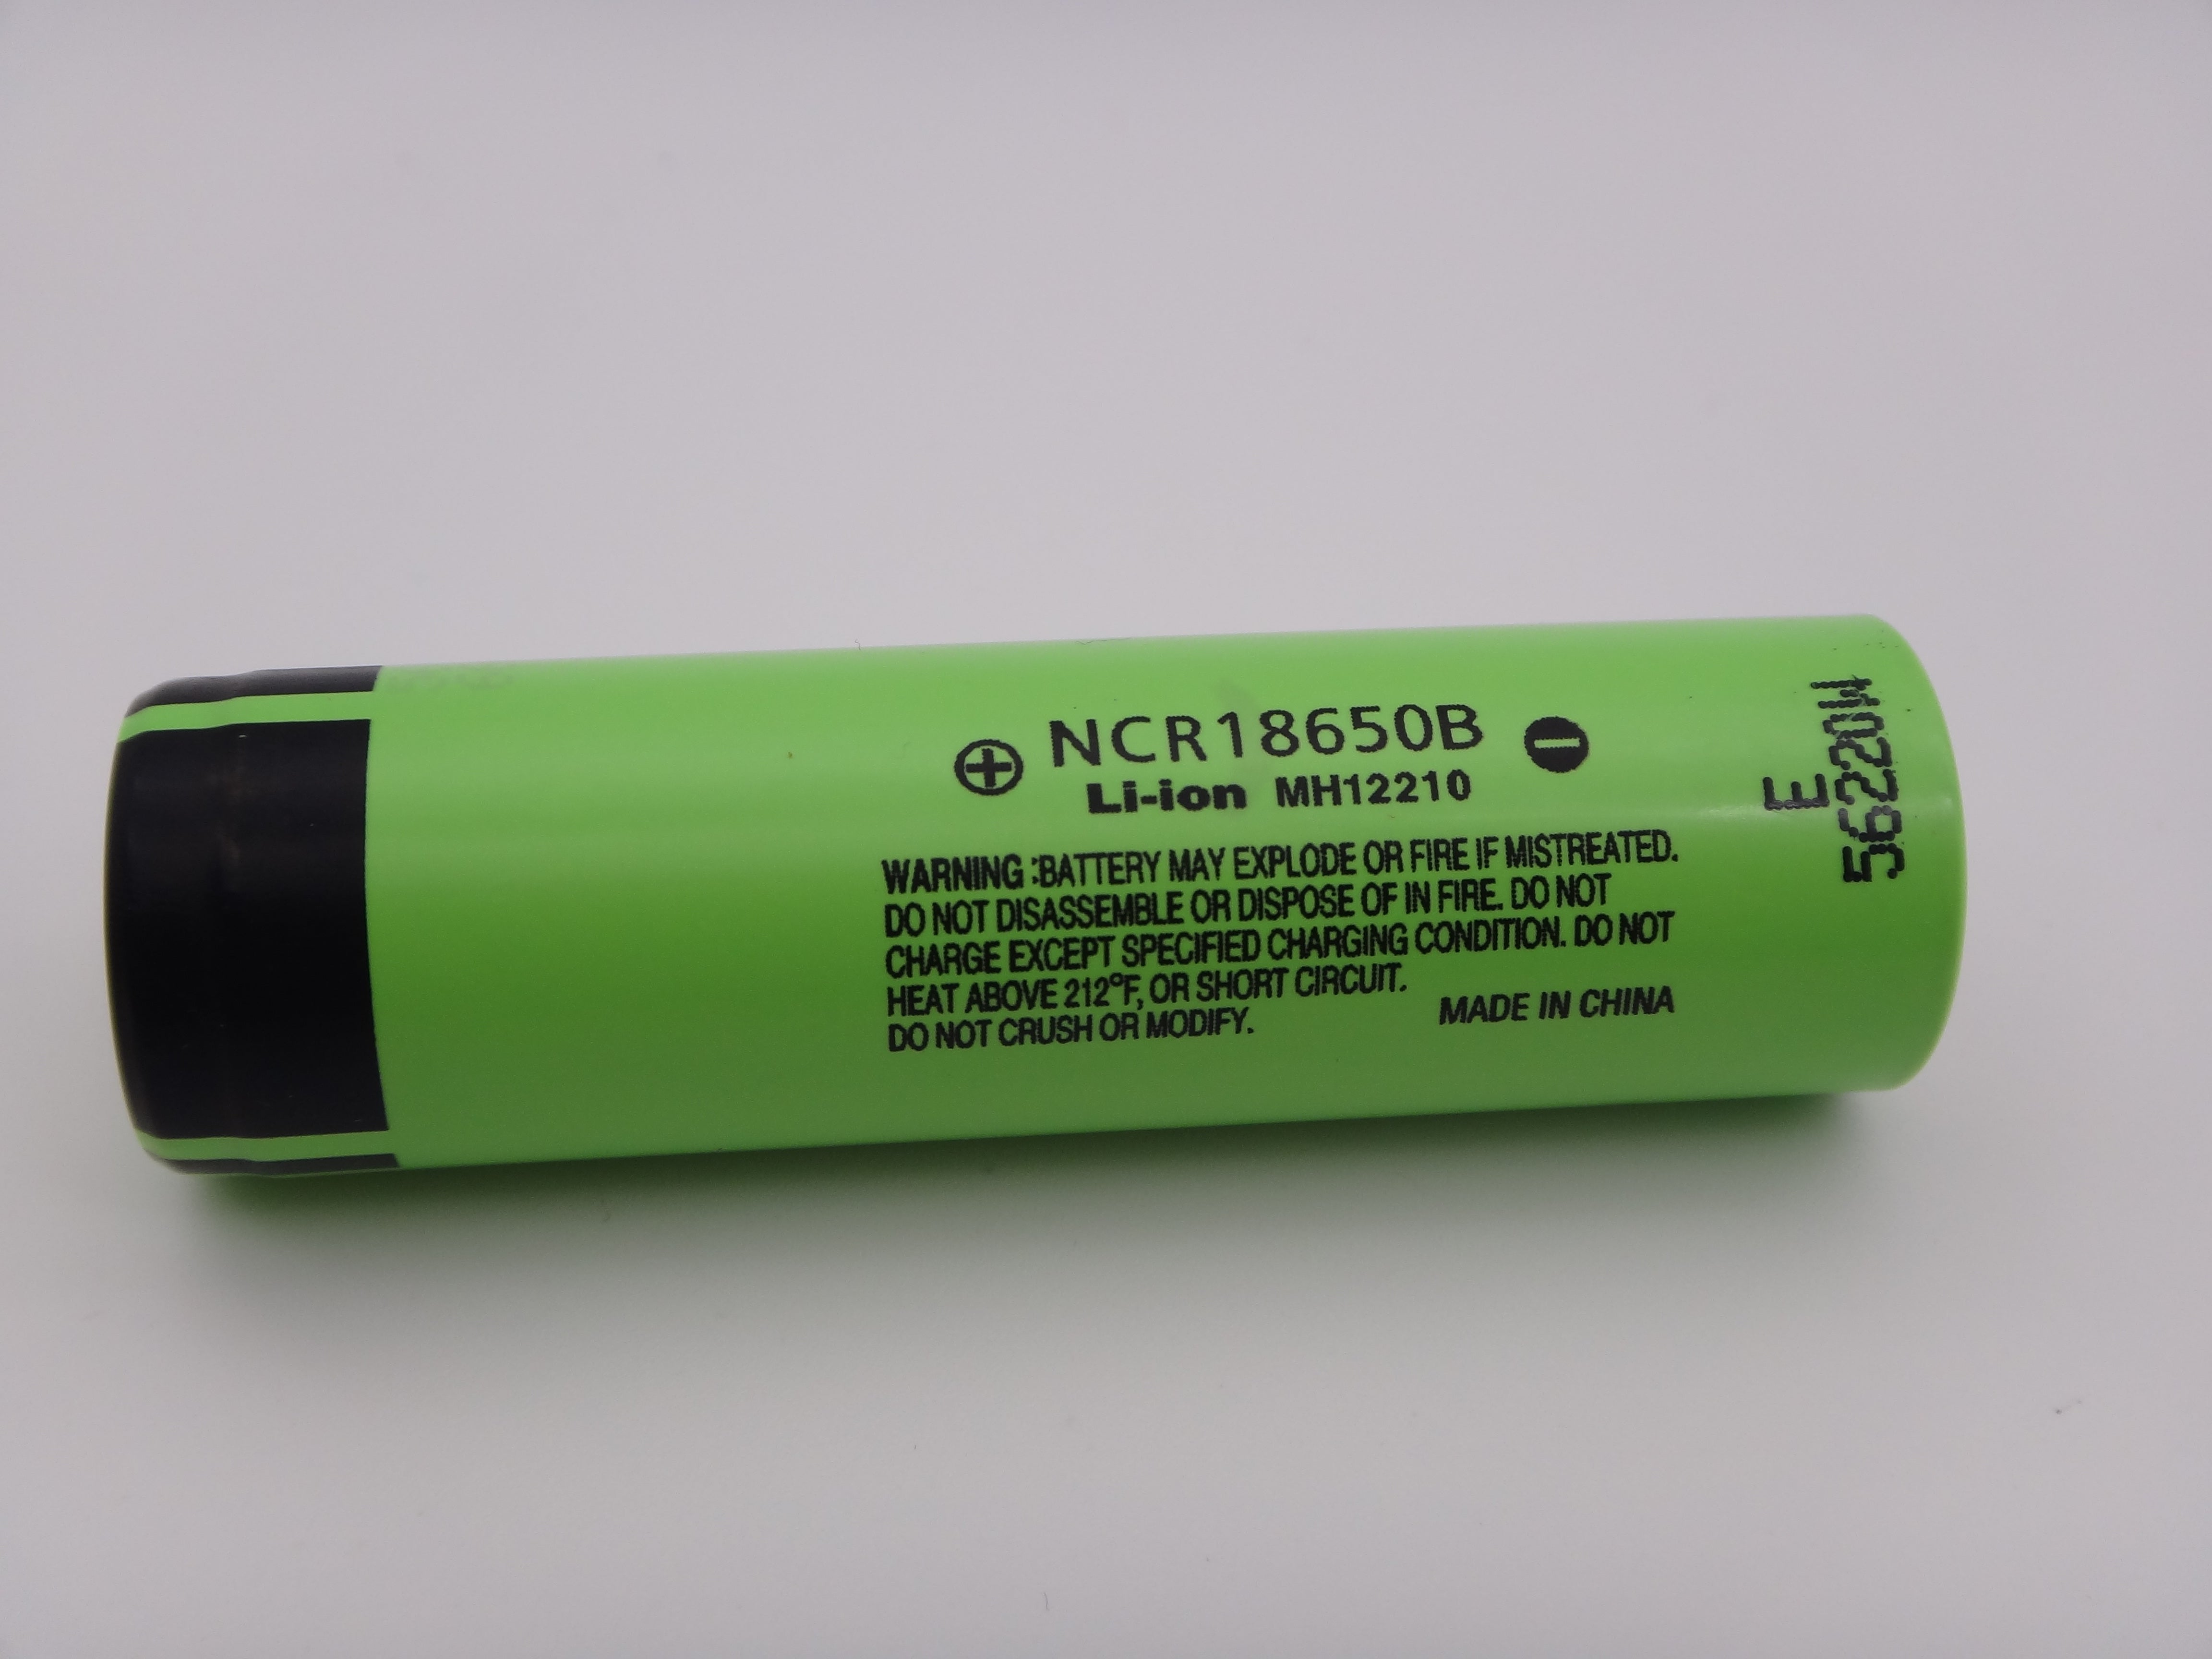 ⊕ NCR18650B ⊖
Li-ion MH12210
WARNING :BATTERY MAY EXPLODE OR FIRE IF MISTREATED.
DO NOT DISASSEMBLE OR DISPOSE OF IN FIRE. DO NOT
CHARGE EXCEPT SPECIFIED CHARGING CONDITION. DO NOT
HEAT ABOVE 212°F, OR SHORT CIRCUIT.
DO NOT CRUSH OR MODIFY.
MADE IN CHINA
E
5622OW